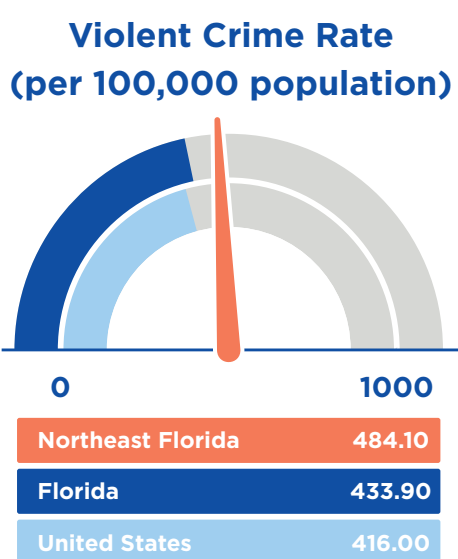 Violent Crime Rate
(per 100,000 population)
0 1000
Northeast Florida 484.10
Florida 433.90
United States 416.00